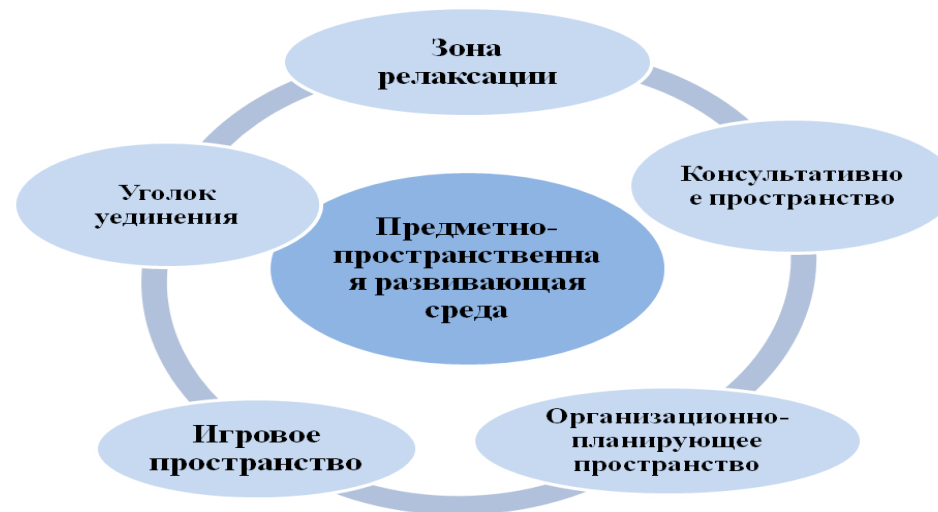 Зона
релаксации
Консультативно
е пространство
Уголок
уединения
Предметно-
пространственна
я развивающая
среда
Организационно-
планирующее
пространство
Игровое
пространство